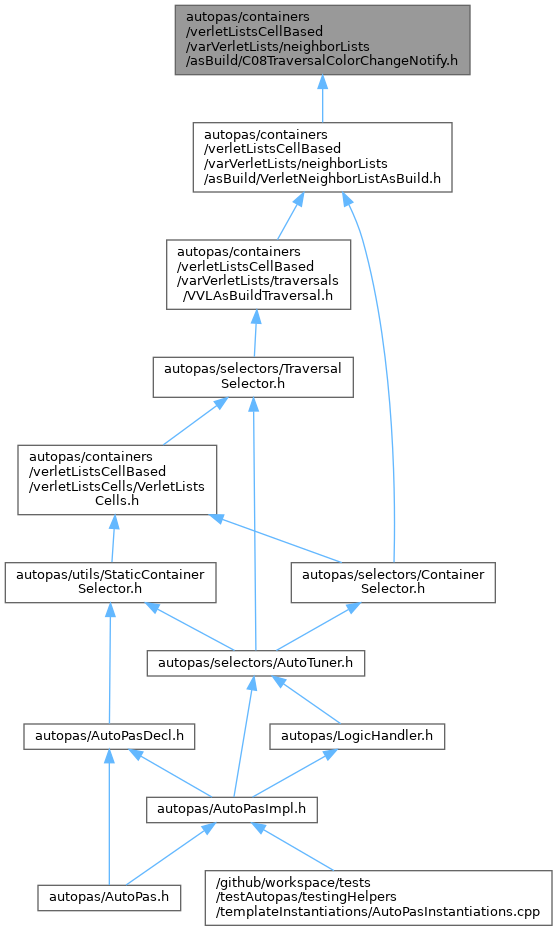 autopas/containers
/verletListsCellBased
/varVerletLists/neighborLists
/asBuild/C08TraversalColorChangeNotify.h
autopas/containers
/verletListsCellBased
/varVerletLists/neighborLists
/asBuild/VerletNeighborListAsBuild.h
autopas/containers
/verletListsCellBased
/varVerletLists/traversals
/VVLAsBuildTraversal.h
autopas/selectors/Traversal
Selector.h
autopas/containers
/verletListsCellBased
/verletListsCells/VerletLists
Cells.h
autopas/utils/StaticContainer
Selector.h
autopas/selectors/Container
Selector.h
autopas/selectors/AutoTuner.h
autopas/AutoPasDecl.h
autopas/LogicHandler.h
autopas/AutoPasImpl.h
autopas/AutoPas.h
/github/workspace/tests
/testAutopas/testingHelpers
/templateInstantiations/AutoPasInstantiations.cpp